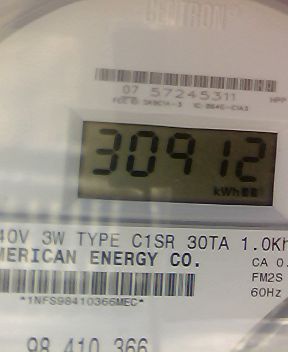 CENTRON
07 57245311
30912
kWh
40V 3W TYPE C1SR 30TA 1.0Kh
MERICAN ENERGY CO.
CA 0.
FM2S
*1NFS98410366MEC*
60Hz
98 410 366